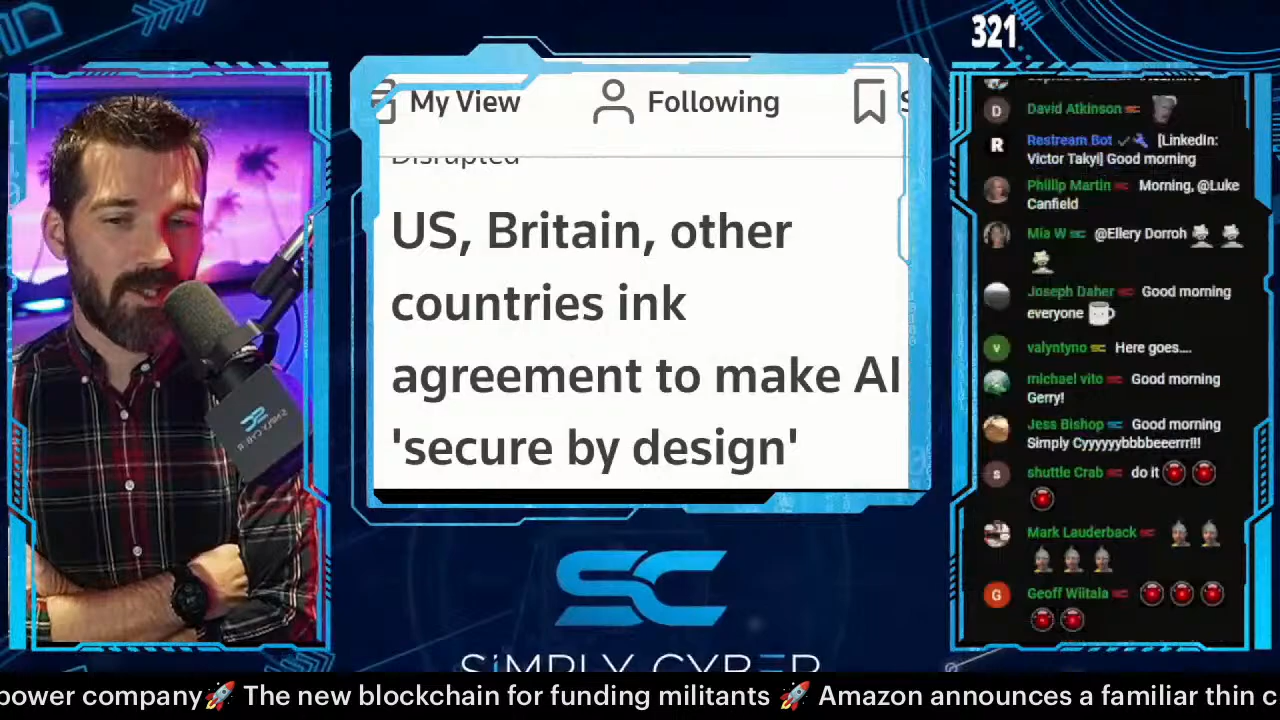 321
My View
Following
Disrupted
US, Britain, other
countries ink
agreement to make AI
'secure by design'
SC
SIMPLY CYBER
David Atkinson
Restream Bot [LinkedIn:
Victor Takyi] Good morning
Phillip Martin Morning, @Luke
Canfield
Mia W @Ellery Dorroh
Joseph Daher Good morning
everyone
valyntyno Here goes....
michael vito Good morning
Gerry!
Jess Bishop Good morning
Simply Cyyyyybbbbeeerrr!!!
shuttle Crab do it
Mark Lauderback
Geoff Wiitala
power company🚀 The new blockchain for funding militants 🚀 Amazon announces a familiar thin c